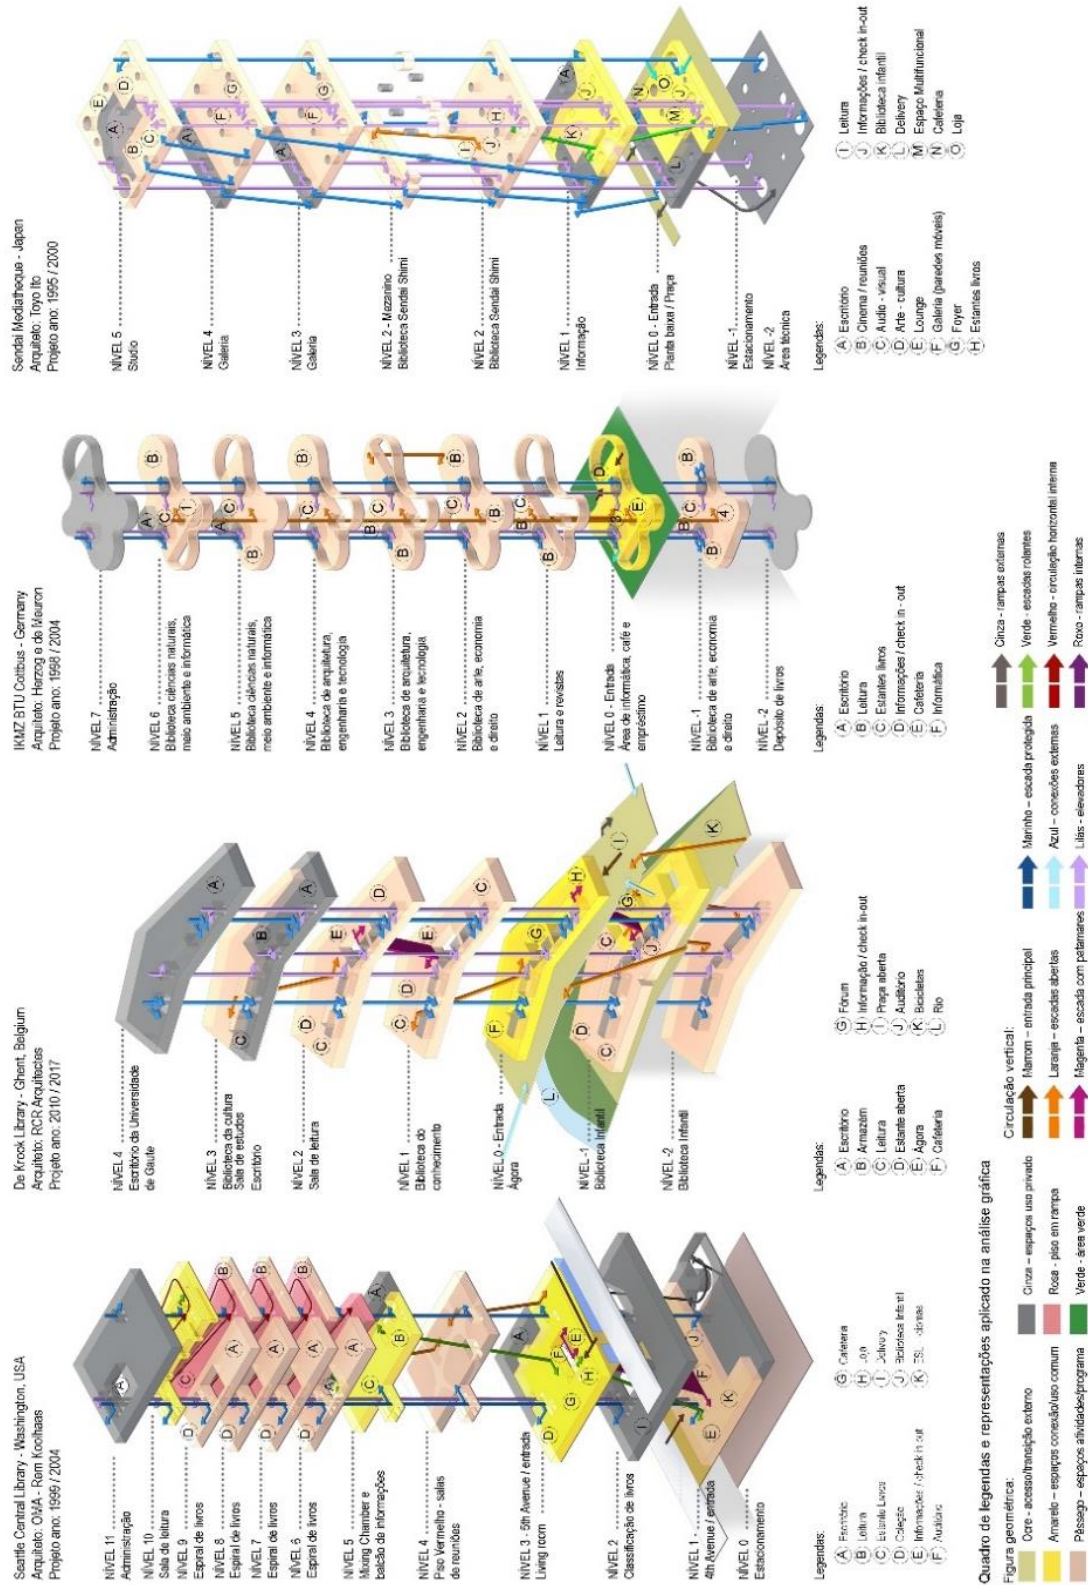 Seattle Central Library - Washington, USA
Arquiteto: OMA - Rem Koolhaas
Projeto ano: 1999 / 2004
NÍVEL 11
Administração
NÍVEL 10
Sala de leitura
NÍVEL 9
Espiral de livros
NÍVEL 8
Espiral de livros
NÍVEL 7
Espiral de livros
NÍVEL 6
Espiral de livros
NÍVEL 5
Mixing Chamber e
balcão de informações
NÍVEL 4
Piso Vermelho - salas
de reuniões
NÍVEL 3 - 5th Avenue / entrada
Living room
NÍVEL 2
Classificação de livros
NÍVEL 1
4th Avenue / entrada
NÍVEL 0
Estacionamento
Legendas:
A Escritório
B Leitura
C Estante Livros
D Coleção
E Informações / check in out
F Auditório
G Cafeteira
H Loja
I Delivery
J Biblioteca Infantil
K ESL idiomas
De Krook Library - Ghent, Belgium
Arquiteto: RCR Arquitectes
Projeto ano: 2010 / 2017
NÍVEL 4
Escritório da Universidade
de Gaute
NÍVEL 3
Biblioteca da cultura
Sala de estudos
Escritório
NÍVEL 2
Sala de leitura
NÍVEL 1
Biblioteca do
conhecimento
NÍVEL 0 - Entrada
Ágora
NÍVEL -1
Biblioteca Infantil
NÍVEL -2
Biblioteca Infantil
Legendas:
A Escritório
B Armazém
C Leitura
D Estante aberta
E Ágora
F Cafeteria
G Fórum
H Informação / check in-out
I Praça aberta
J Auditório
K Bicicletas
L Rio
IKMZ BTU Cottbus - Germany
Arquiteto: Herzog e de Meuron
Projeto ano: 1998 / 2004
NÍVEL 7
Administração
NÍVEL 6
Biblioteca ciências naturais,
meio ambiente e informática
NÍVEL 5
Biblioteca ciências naturais,
meio ambiente e informática
NÍVEL 4
Biblioteca de arquitetura,
engenharia e tecnologia
NÍVEL 3
Biblioteca de arquitetura,
engenharia e tecnologia
NÍVEL 2
Biblioteca de arte, economia
e direito
NÍVEL 1
Leitura e revistas
NÍVEL 0 - Entrada
Área de informática, café e
empréstimo
NÍVEL -1
Biblioteca de arte, economia
e direito
NÍVEL -2
Depósito de livros
Legendas:
A Escritório
B Leitura
C Estantes livros
D Informações / check in - out
E Cafeteria
F Informática
Sendai Mediatheque - Japan
Arquiteto: Toyo Ito
Projeto ano: 1995 / 2000
NÍVEL 5
Studio
NÍVEL 4
Galeria
NÍVEL 3
Galeria
NÍVEL 2 - Mezanino
Biblioteca Sendai Shimi
NÍVEL 2
Biblioteca Sendai Shimi
NÍVEL 1
Informação
NÍVEL 0 - Entrada
Planta baixa / Praça
NÍVEL -1
Estacionamento
NÍVEL -2
Área técnica
Legendas:
A Escritório
B Cinema / reuniões
C Áudio - visual
D Arte - cultura
E Lounge
F Galeria (paredes móveis)
G Foyer
H Estantes livros
I Leitura
J Informações / check in-out
K Biblioteca infantil
L Delivery
M Espaço Multifuncional
N Cafeteria
O Loja
Quadro de legendas e representações aplicado na análise gráfica
Figura geométrica:
Ocre - acesso/transição externo
Amarelo – espaços conexão/uso comum
Pêssego – espaços atividades/programa
Cinza – espaços uso privado
Rosa - piso em rampa
Verde - área verde
Circulação vertical:
Marrom – entrada principal
Laranja – escadas abertas
Magenta – escada com patamares
Marinho – escada protegida
Azul – conexões externas
Lilás - elevadores
Cinza - rampas externas
Verde - escadas rolantes
Vermelho - circulação horizontal interna
Roxo - rampas internas